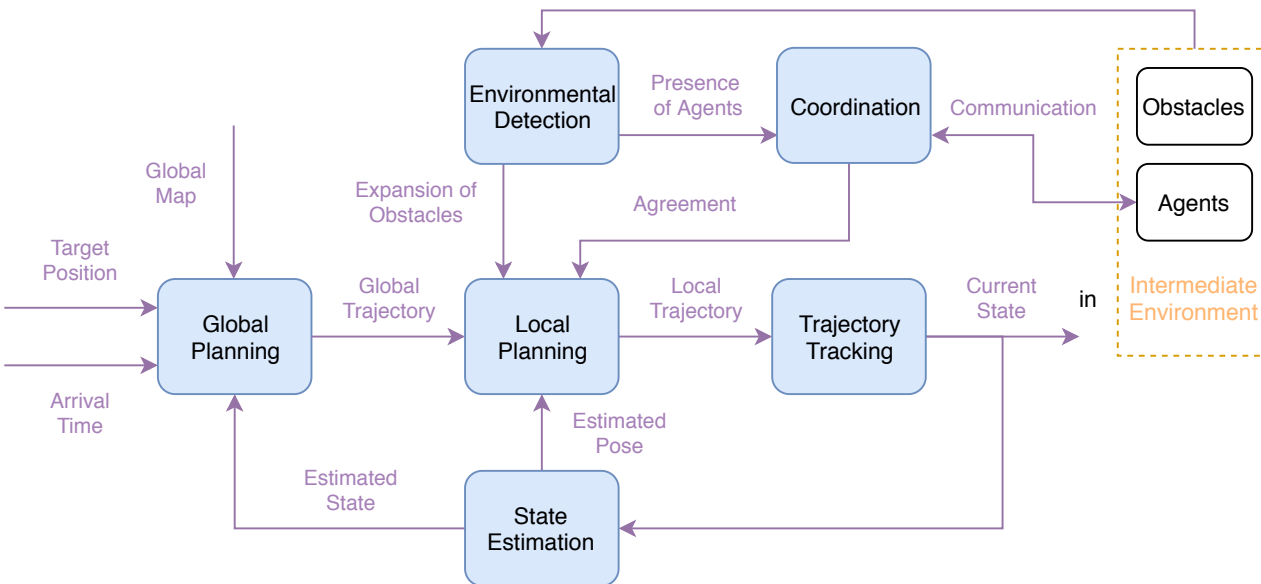 Environmental
Detection
Presence
of Agents
Coordination
Communication
Obstacles
Agents
Global
Map
Expansion of
Obstacles
Agreement
Target
Position
Global
Planning
Global
Trajectory
Local
Planning
Local
Trajectory
Trajectory
Tracking
Current
State
in
Intermediate
Environment
Arrival
Time
Estimated
State
Estimated
Pose
State
Estimation